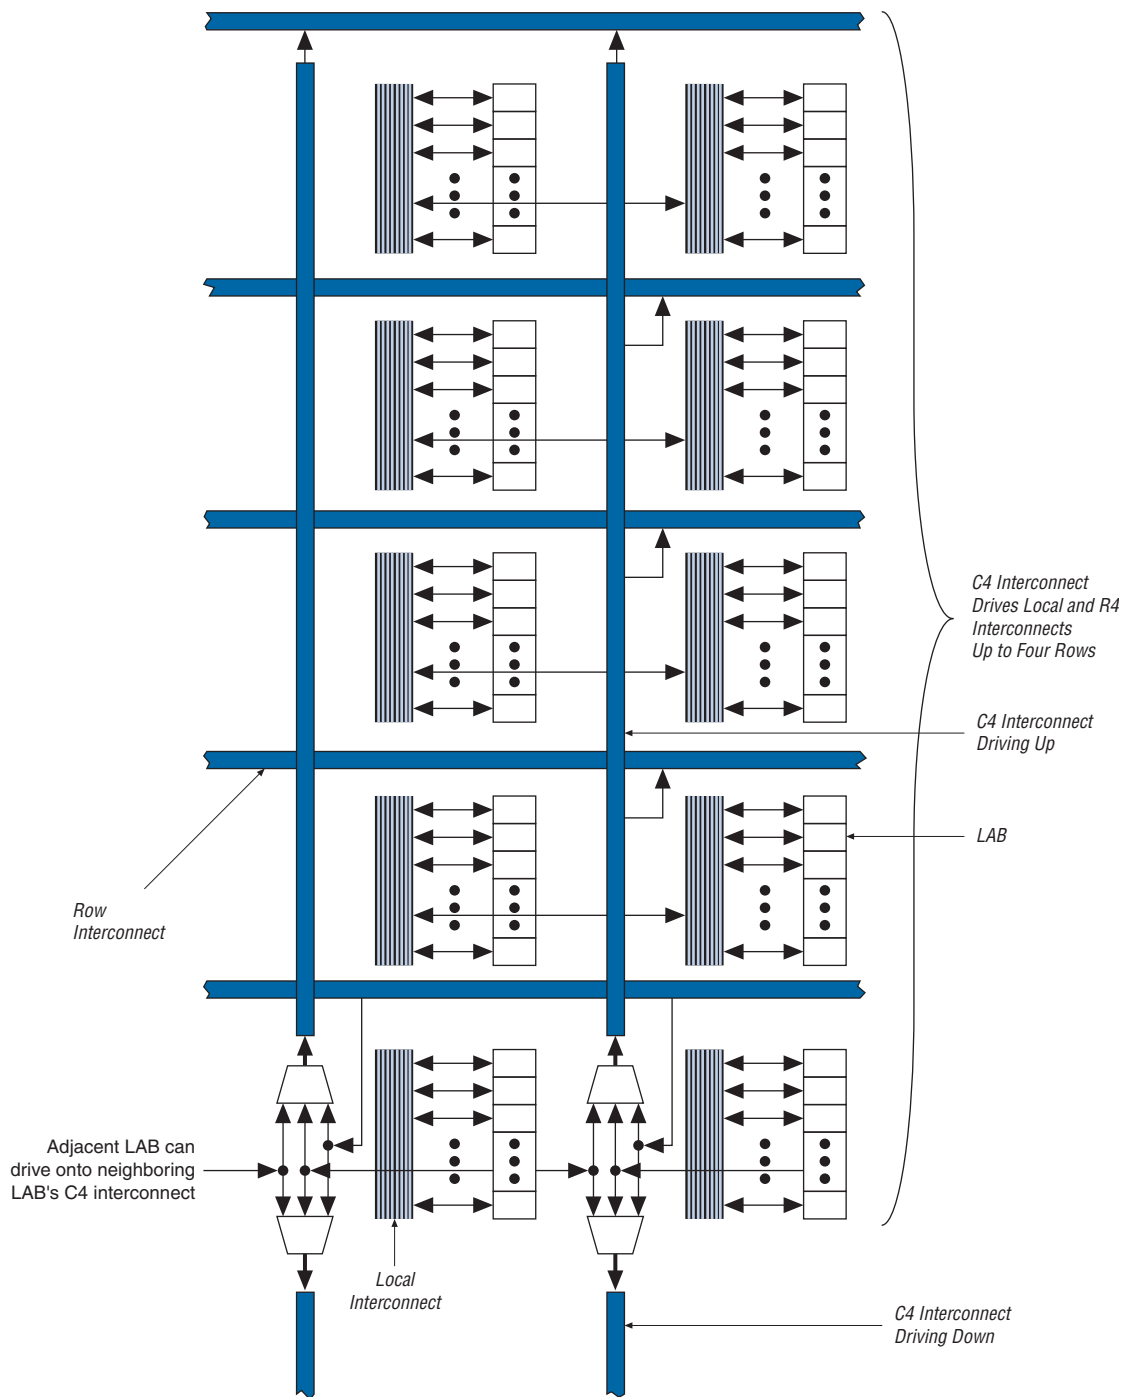 C4 Interconnect
Drives Local and R4
Interconnects
Up to Four Rows
C4 Interconnect
Driving Up
LAB
Row
Interconnect
Adjacent LAB can
drive onto neighboring
LAB's C4 interconnect
Local
Interconnect
C4 Interconnect
Driving Down